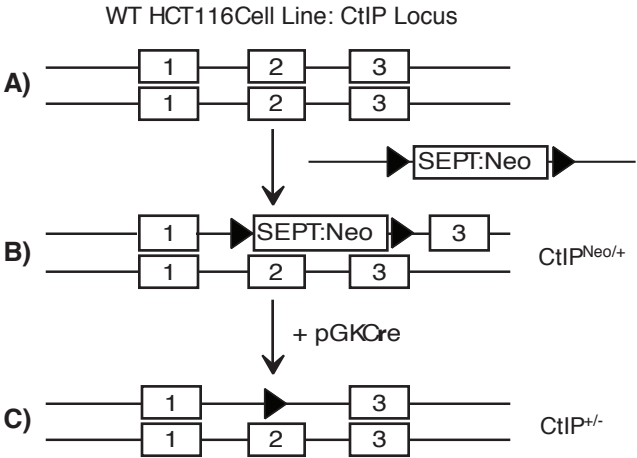 WT HCT116Cell Line: CtIP Locus
A)
1 2 3
1 2 3
SEPT:Neo
B)
1 SEPT:Neo 3
1 2 3
CtIPNeo/+
+ pGKCre
C)
1 3
1 2 3
CtIP+/-